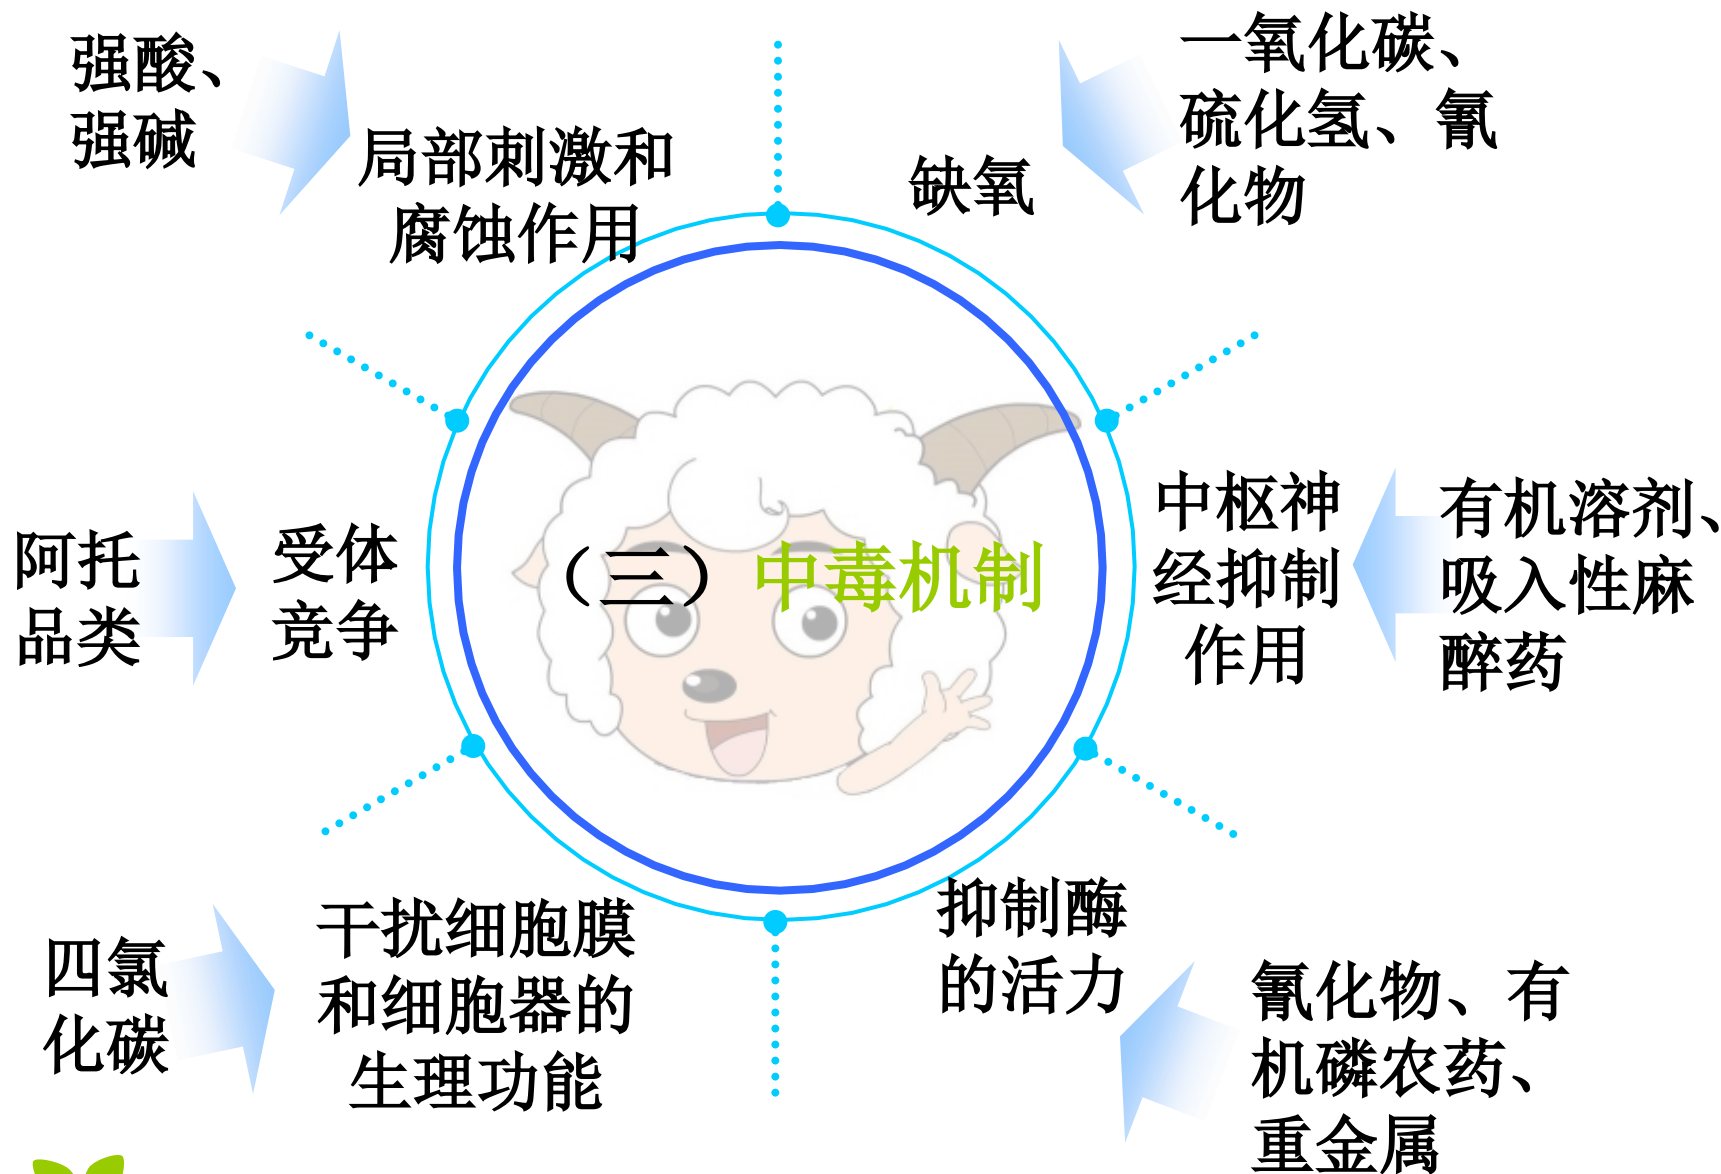 强酸、
强碱
局部刺激和
腐蚀作用
缺氧
一氧化碳、
硫化氢、氰
化物
阿托
品类
受体
竞争
（三）中毒机制
中枢神
经抑制
作用
有机溶剂、
吸入性麻
醉药
四氯
化碳
干扰细胞膜
和细胞器的
生理功能
抑制酶
的活力
氰化物、有
机磷农药、
重金属